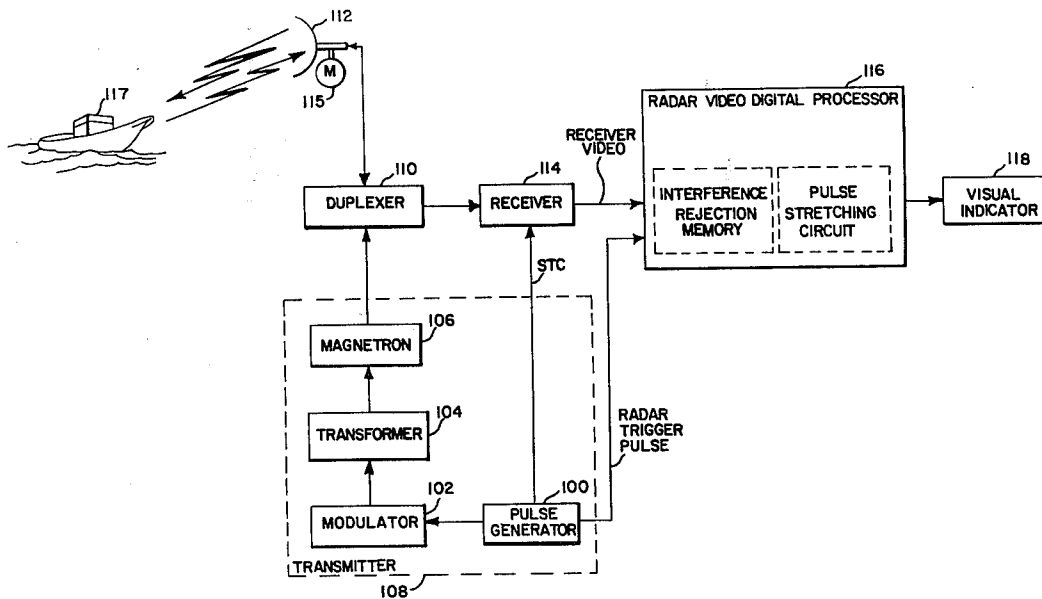 112
117
M
115
116
RADAR VIDEO DIGITAL PROCESSOR
RECEIVER
VIDEO
110
DUPLEXER
114
RECEIVER
INTERFERENCE
REJECTION
MEMORY
PULSE
STRETCHING
CIRCUIT
118
VISUAL
INDICATOR
STC
106
MAGNETRON
104
TRANSFORMER
RADAR
TRIGGER
PULSE
102
MODULATOR
100
PULSE
GENERATOR
TRANSMITTER
108